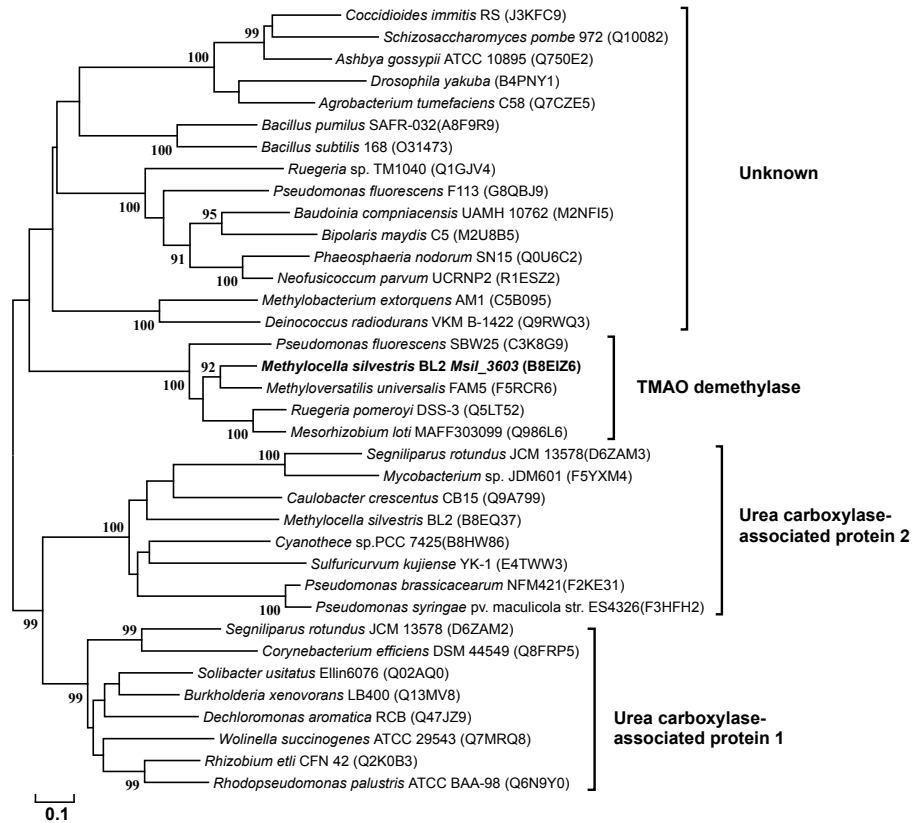 Coccidioides immitis RS (J3KFC9)
99
Schizosaccharomyces pombe 972 (Q10082)
100
Ashbya gossypii ATCC 10895 (Q750E2)
Drosophila yakuba (B4PNY1)
Agrobacterium tumefaciens C58 (Q7CZE5)
Bacillus pumilus SAFR-032(A8F9R9)
100
Bacillus subtilis 168 (O31473)
Unknown
Ruegeria sp. TM1040 (Q1GJV4)
100
Pseudomonas fluorescens F113 (G8QBJ9)
95
Baudoinia compniacensis UAMH 10762 (M2NFI5)
Bipolaris maydis C5 (M2U8B5)
91
Phaeosphaeria nodorum SN15 (Q0U6C2)
100
Neofusicoccum parvum UCRNP2 (R1ESZ2)
Methylobacterium extorquens AM1 (C5B095)
100
Deinococcus radiodurans VKM B-1422 (Q9RWQ3)
Pseudomonas fluorescens SBW25 (C3K8G9)
92
Methylocella silvestris BL2 Msil_3603 (B8EIZ6)
100
Methyloversatilis universalis FAM5 (F5RCR6)
TMAO demethylase
Ruegeria pomeroyi DSS-3 (Q5LT52)
100
Mesorhizobium loti MAFF303099 (Q986L6)
100
Segniliparus rotundus JCM 13578(D6ZAM3)
Mycobacterium sp. JDM601 (F5YXM4)
Caulobacter crescentus CB15 (Q9A799)
100
Methylocella silvestris BL2 (B8EQ37)
Urea carboxylase-
associated protein 2
Cyanothece sp.PCC 7425(B8HW86)
Sulfuricurvum kujiense YK-1 (E4TWW3)
Pseudomonas brassicacearum NFM421(F2KE31)
100
Pseudomonas syringae pv. maculicola str. ES4326(F3HFH2)
99
99
Segniliparus rotundus JCM 13578 (D6ZAM2)
Corynebacterium efficiens DSM 44549 (Q8FRP5)
Solibacter usitatus Ellin6076 (Q02AQ0)
99
Burkholderia xenovorans LB400 (Q13MV8)
Dechloromonas aromatica RCB (Q47JZ9)
Urea carboxylase-
associated protein 1
Wolinella succinogenes ATCC 29543 (Q7MRQ8)
Rhizobium etli CFN 42 (Q2K0B3)
99
Rhodopseudomonas palustris ATCC BAA-98 (Q6N9Y0)
0.1